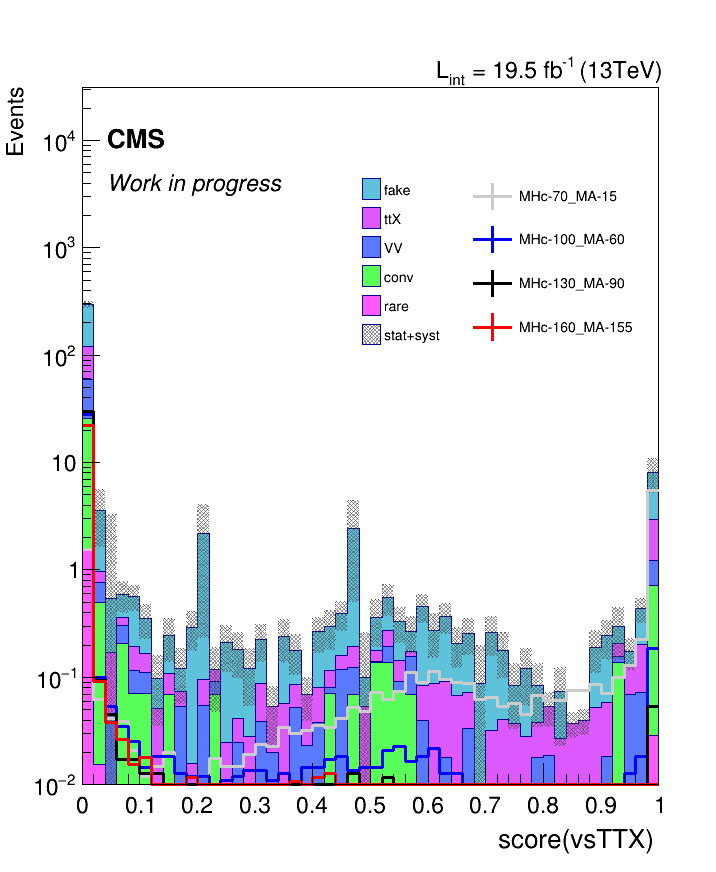 L_int = 19.5 fb^-1 (13TeV)
Events
CMS
Work in progress
fake
ttX
VV
conv
rare
stat+syst
MHc-70_MA-15
MHc-100_MA-60
MHc-130_MA-90
MHc-160_MA-155
10^4
10^3
10^2
10
1
10^-1
10^-2
0 0.1 0.2 0.3 0.4 0.5 0.6 0.7 0.8 0.9 1
score(vsTTX)